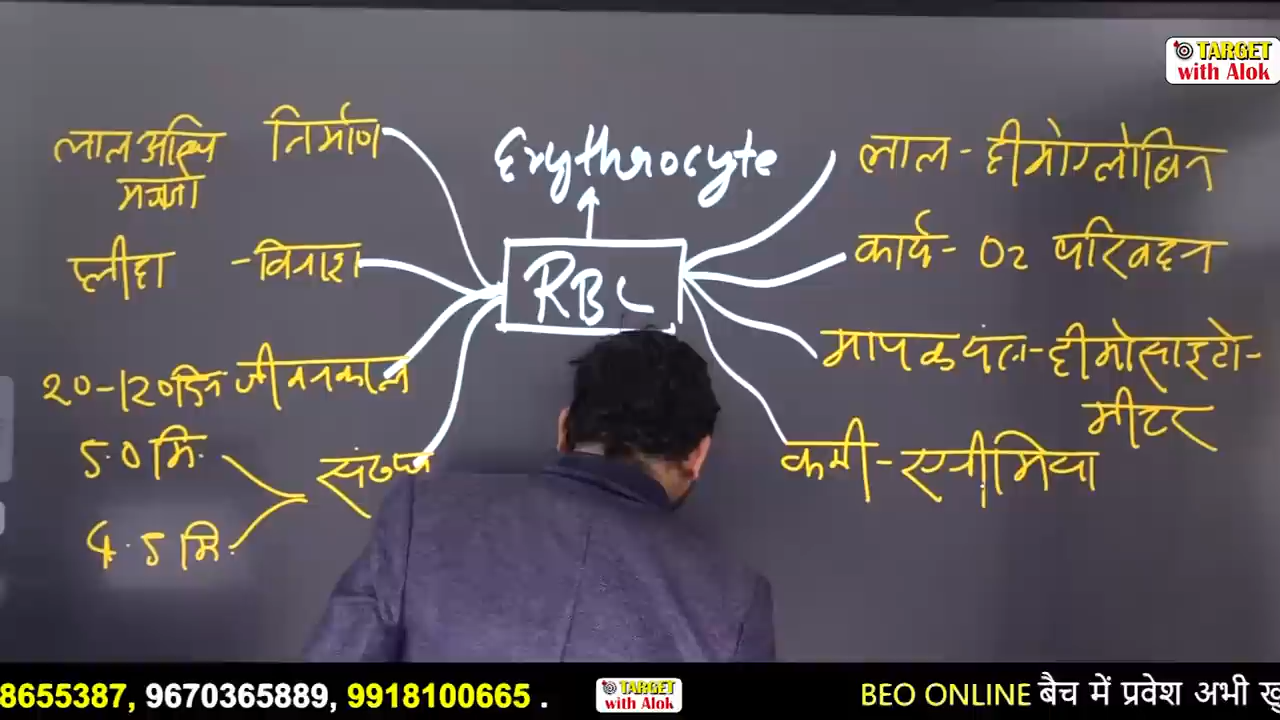 TARGET
with Alok
Erythrocyte
RBC
लाल अस्थि निर्माण
मज्जा
प्लीहा - विनाश
20-120दिन जीवनकाल
5.0 मि.
4.5 मि.
संख्या
लाल - हीमोग्लोबिन
कार्य - O2 परिवहन
मापक यंत्र - हीमोसाइटो-
मीटर
कमी - एनीमिया
8655387, 9670365889, 9918100665 .
TARGET
with Alok
BEO ONLINE बैच में प्रवेश अभी